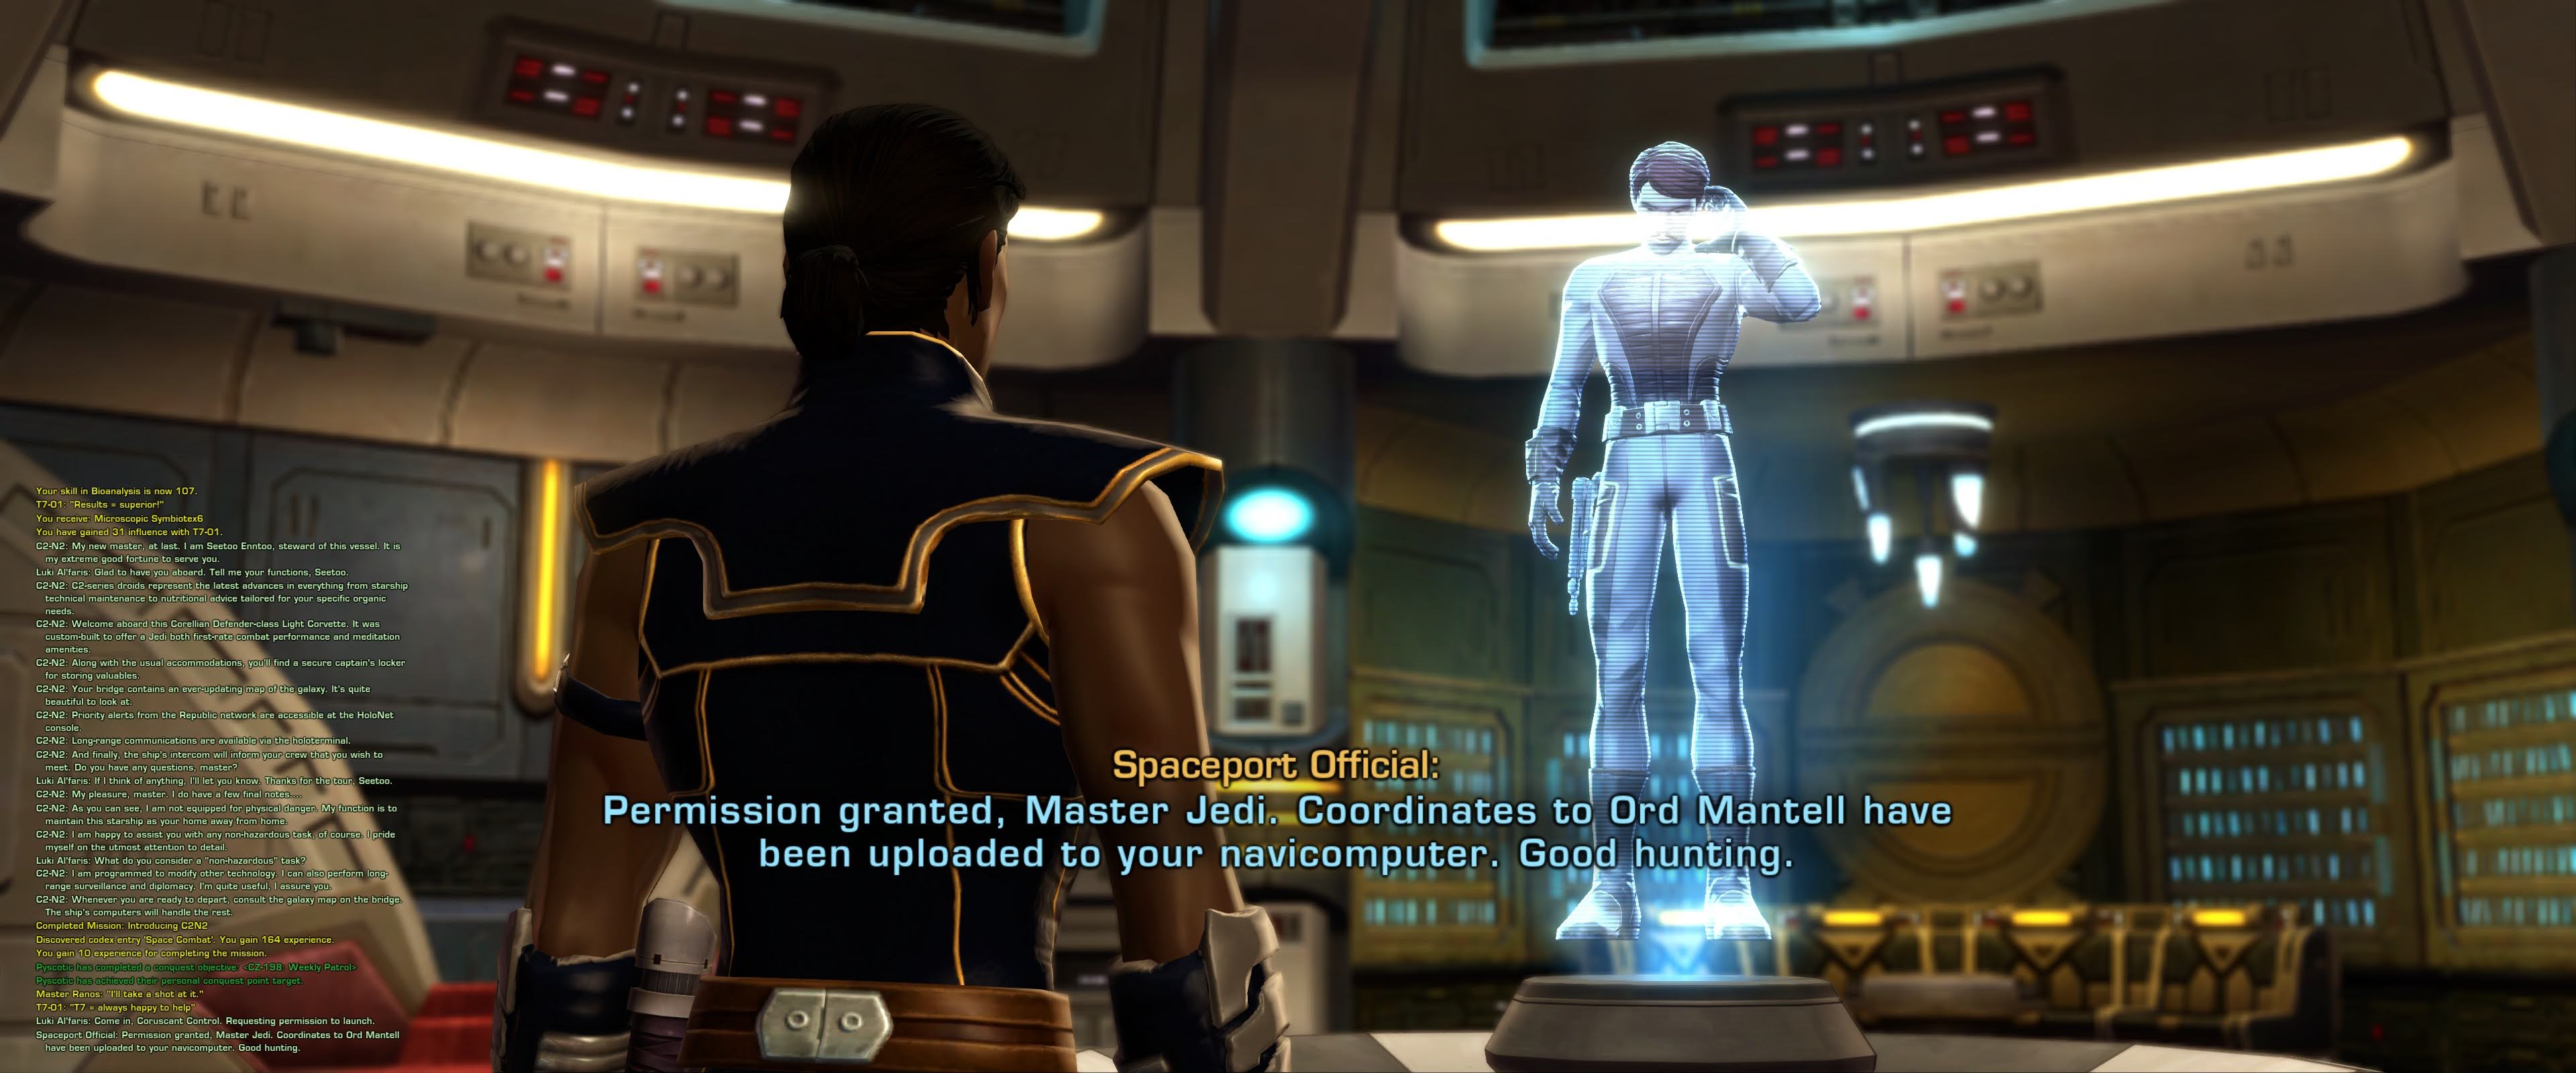 Your skill in Bioanalysis is now 107.
T7-01: "Results = superior!"
You receive: Microscopic Symbiotex6
You have gained 31 influence with T7-01.
C2-N2: My new master, at last. I am Seetoo Enntoo, steward of this vessel. It is
my extreme good fortune to serve you.
Luki Al'faris: Glad to have you aboard. Tell me your functions, Seetoo.
C2-N2: C2-series droids represent the latest advances in everything from starship
technical maintenance to nutritional advice tailored for your specific organic
needs.
C2-N2: Welcome aboard this Corellian Defender-class Light Corvette. It was
custom-built to offer a Jedi both first-rate combat performance and meditation
amenities.
C2-N2: Along with the usual accommodations, you'll find a secure captain's locker
for storing valuables.
C2-N2: Your bridge contains an ever-updating map of the galaxy. It's quite
beautiful to look at.
C2-N2: Priority alerts from the Republic network are accessible at the HoloNet
console.
C2-N2: Long-range communications are available via the holoterminal.
C2-N2: And finally, the ship's intercom will inform your crew that you wish to
meet. Do you have any questions, master?
Luki Al'faris: If I think of anything, I'll let you know. Thanks for the tour, Seetoo.
C2-N2: My pleasure, master. I do have a few final notes....
C2-N2: As you can see, I am not equipped for physical danger. My function is to
maintain this starship as your home away from home.
C2-N2: I am happy to assist you with any non-hazardous task, of course. I pride
myself on the utmost attention to detail.
Luki Al'faris: What do you consider a "non-hazardous" task?
C2-N2: I am programmed to modify other technology. I can also perform long-
range surveillance and diplomacy. I'm quite useful, I assure you.
C2-N2: Whenever you are ready to depart, consult the galaxy map on the bridge.
The ship's computers will handle the rest.
Completed Mission: Introducing C2N2
Discovered codex entry 'Space Combat'. You gain 164 experience.
You gain 10 experience for completing the mission.
Pyscotic has completed a conquest objective: <CZ-198: Weekly Patrol>
Pyscotic has achieved their personal conquest point target.
Master Ranos: "I'll take a shot at it."
T7-01: "T7 = always happy to help"
Luki Al'faris: Come in, Coruscant Control. Requesting permission to launch.
Spaceport Official: Permission granted, Master Jedi. Coordinates to Ord Mantell
have been uploaded to your navicomputer. Good hunting.
Spaceport Official:
Permission granted, Master Jedi. Coordinates to Ord Mantell have
been uploaded to your navicomputer. Good hunting.